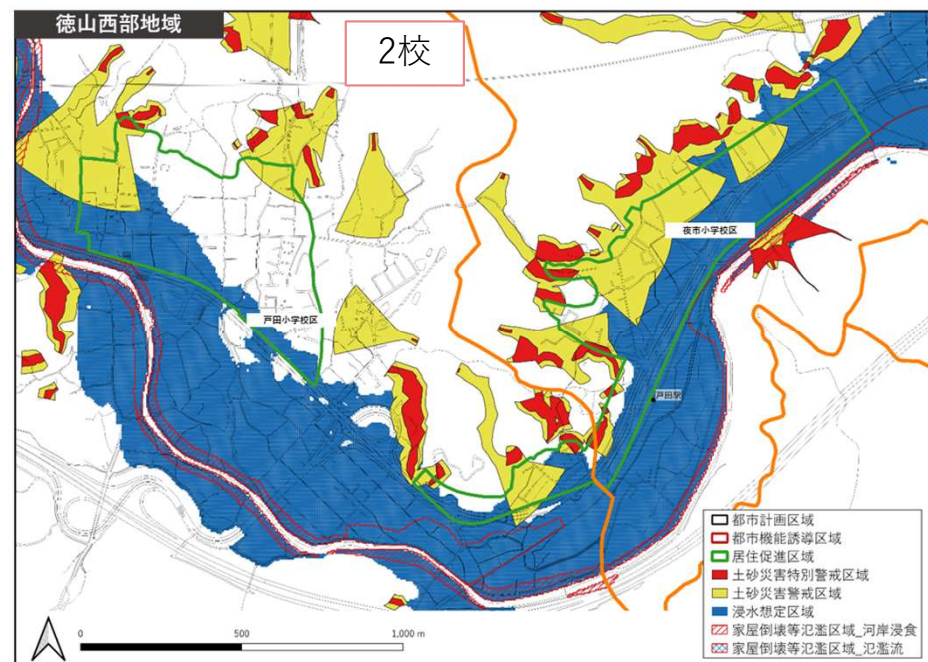 徳山西部地域
2校
夜市小学校区
戸田小学校区
戸田駅
都市計画区域
都市機能誘導区域
居住促進区域
土砂災害特別警戒区域
土砂災害警戒区域
浸水想定区域
家屋倒壊等氾濫区域_河岸浸食
家屋倒壊等氾濫区域_氾濫流
0 500 1,000 m